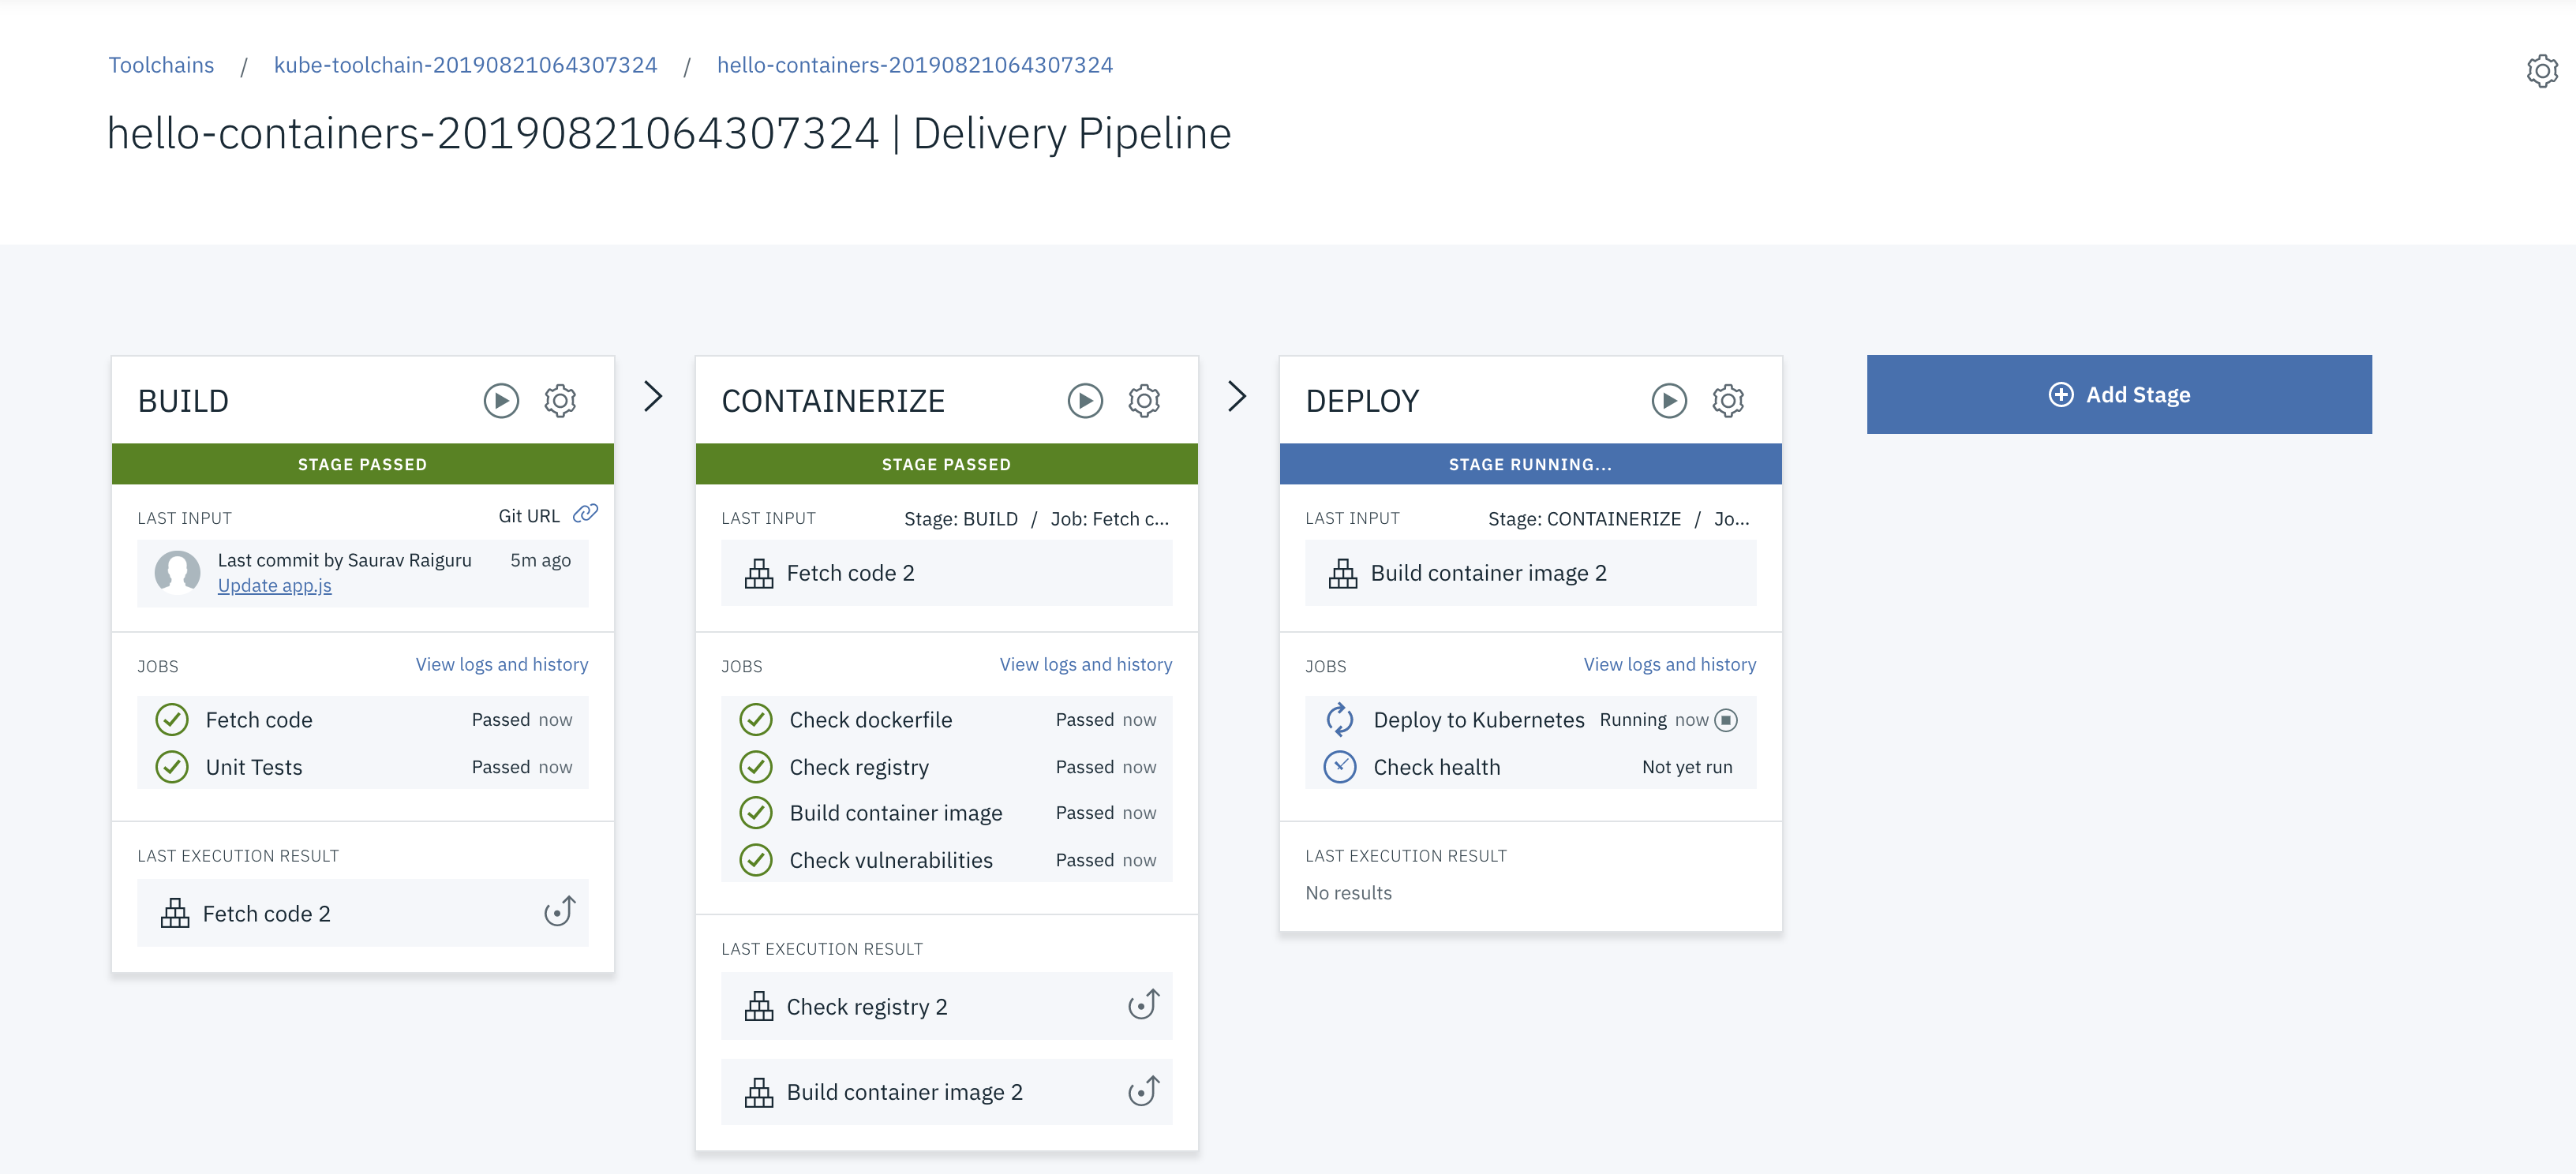 Toolchains / kube-toolchain-20190821064307324 / hello-containers-20190821064307324
hello-containers-20190821064307324 | Delivery Pipeline
BUILD
STAGE PASSED
LAST INPUT Git URL
Last commit by Saurav Raiguru 5m ago
Update app.js
JOBS View logs and history
Fetch code Passed now
Unit Tests Passed now
LAST EXECUTION RESULT
Fetch code 2
CONTAINERIZE
STAGE PASSED
LAST INPUT Stage: BUILD / Job: Fetch c...
Fetch code 2
JOBS View logs and history
Check dockerfile Passed now
Check registry Passed now
Build container image Passed now
Check vulnerabilities Passed now
LAST EXECUTION RESULT
Check registry 2
Build container image 2
DEPLOY
STAGE RUNNING...
LAST INPUT Stage: CONTAINERIZE / Jo...
Build container image 2
JOBS View logs and history
Deploy to Kubernetes Running now
Check health Not yet run
LAST EXECUTION RESULT
No results
Add Stage